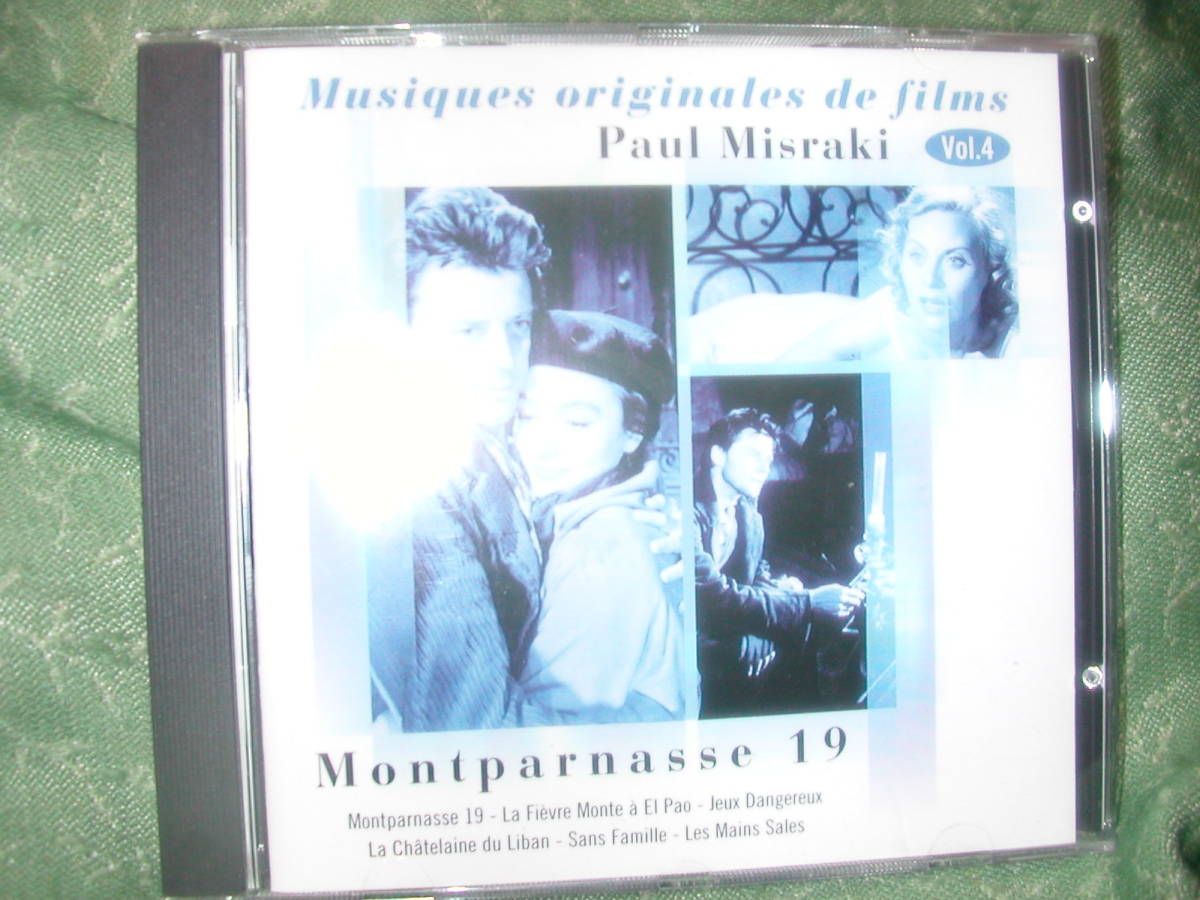 Musiques originales de films
Paul Misraki Vol.4
Montparnasse 19
Montparnasse 19 - La Fièvre Monte à El Pao - Jeux Dangereux
La Châtelaine du Liban - Sans Famille - Les Mains Sales